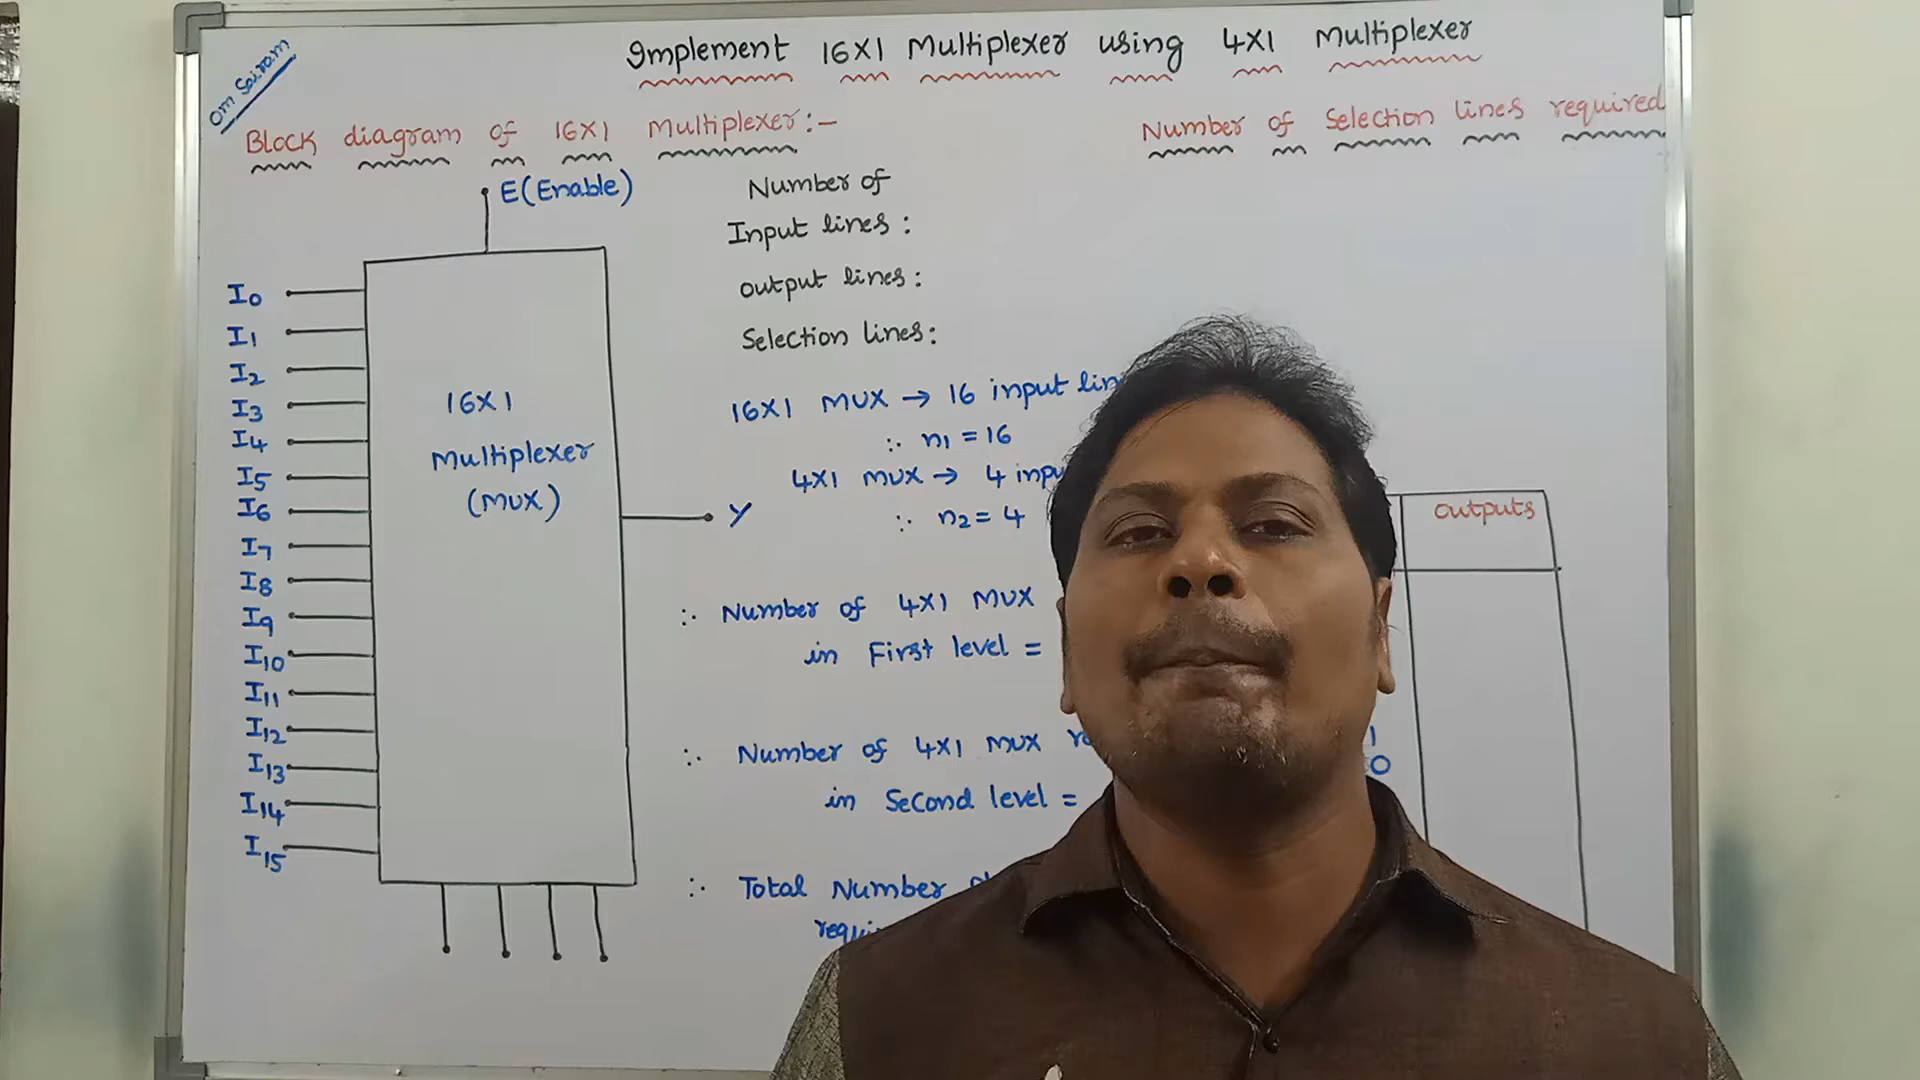 Om Sairam
Implement 16X1 Multiplexer using 4X1 Multiplexer
Block diagram of 16X1 Multiplexer:-
Number of Selection lines required
E(Enable)
Number of
Input lines :
output lines :
Selection lines :
I0
I1
I2
I3
I4
I5
I6
I7
I8
I9
I10
I11
I12
I13
I14
I15
16X1
Multiplexer
(MUX)
Y
16X1 MUX → 16 input
∴ n1 = 16
4X1 MUX → 4
∴ n2 = 4
∴ Number of 4X1 MUX
in First level =
∴ Number of 4X1 MUX
in Second level =
∴ Total Number
outputs
1
0